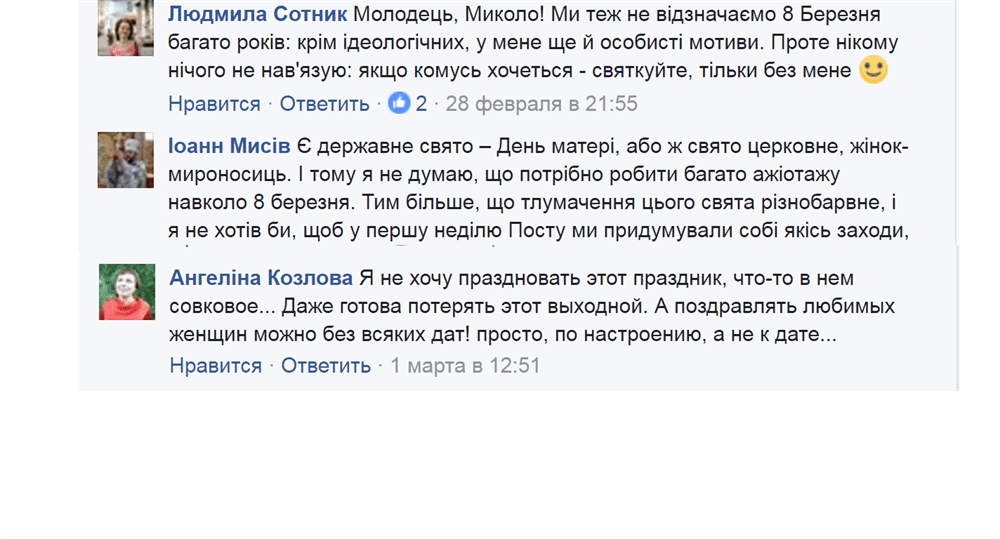 Людмила Сотник Молодець, Миколо! Ми теж не відзначаємо 8 Березня
багато років: крім ідеологічних, у мене ще й особисті мотиви. Проте нікому
нічого не нав'язую: якщо комусь хочеться - святкуйте, тільки без мене
Нравится · Ответить · 2 · 28 февраля в 21:55
Іоанн Мисів Є державне свято – День матері, або ж свято церковне, жінок-
мироносиць. І тому я не думаю, що потрібно робити багато ажіотажу
навколо 8 березня. Тим більше, що тлумачення цього свята різнобарвне, і
я не хотів би, щоб у першу неділю Посту ми придумували собі якісь заходи,
Ангеліна Козлова Я не хочу праздновать этот праздник, что-то в нем
совковое... Даже готова потерять этот выходной. А поздравлять любимых
женщин можно без всяких дат! просто, по настроению, а не к дате...
Нравится · Ответить · 1 марта в 12:51